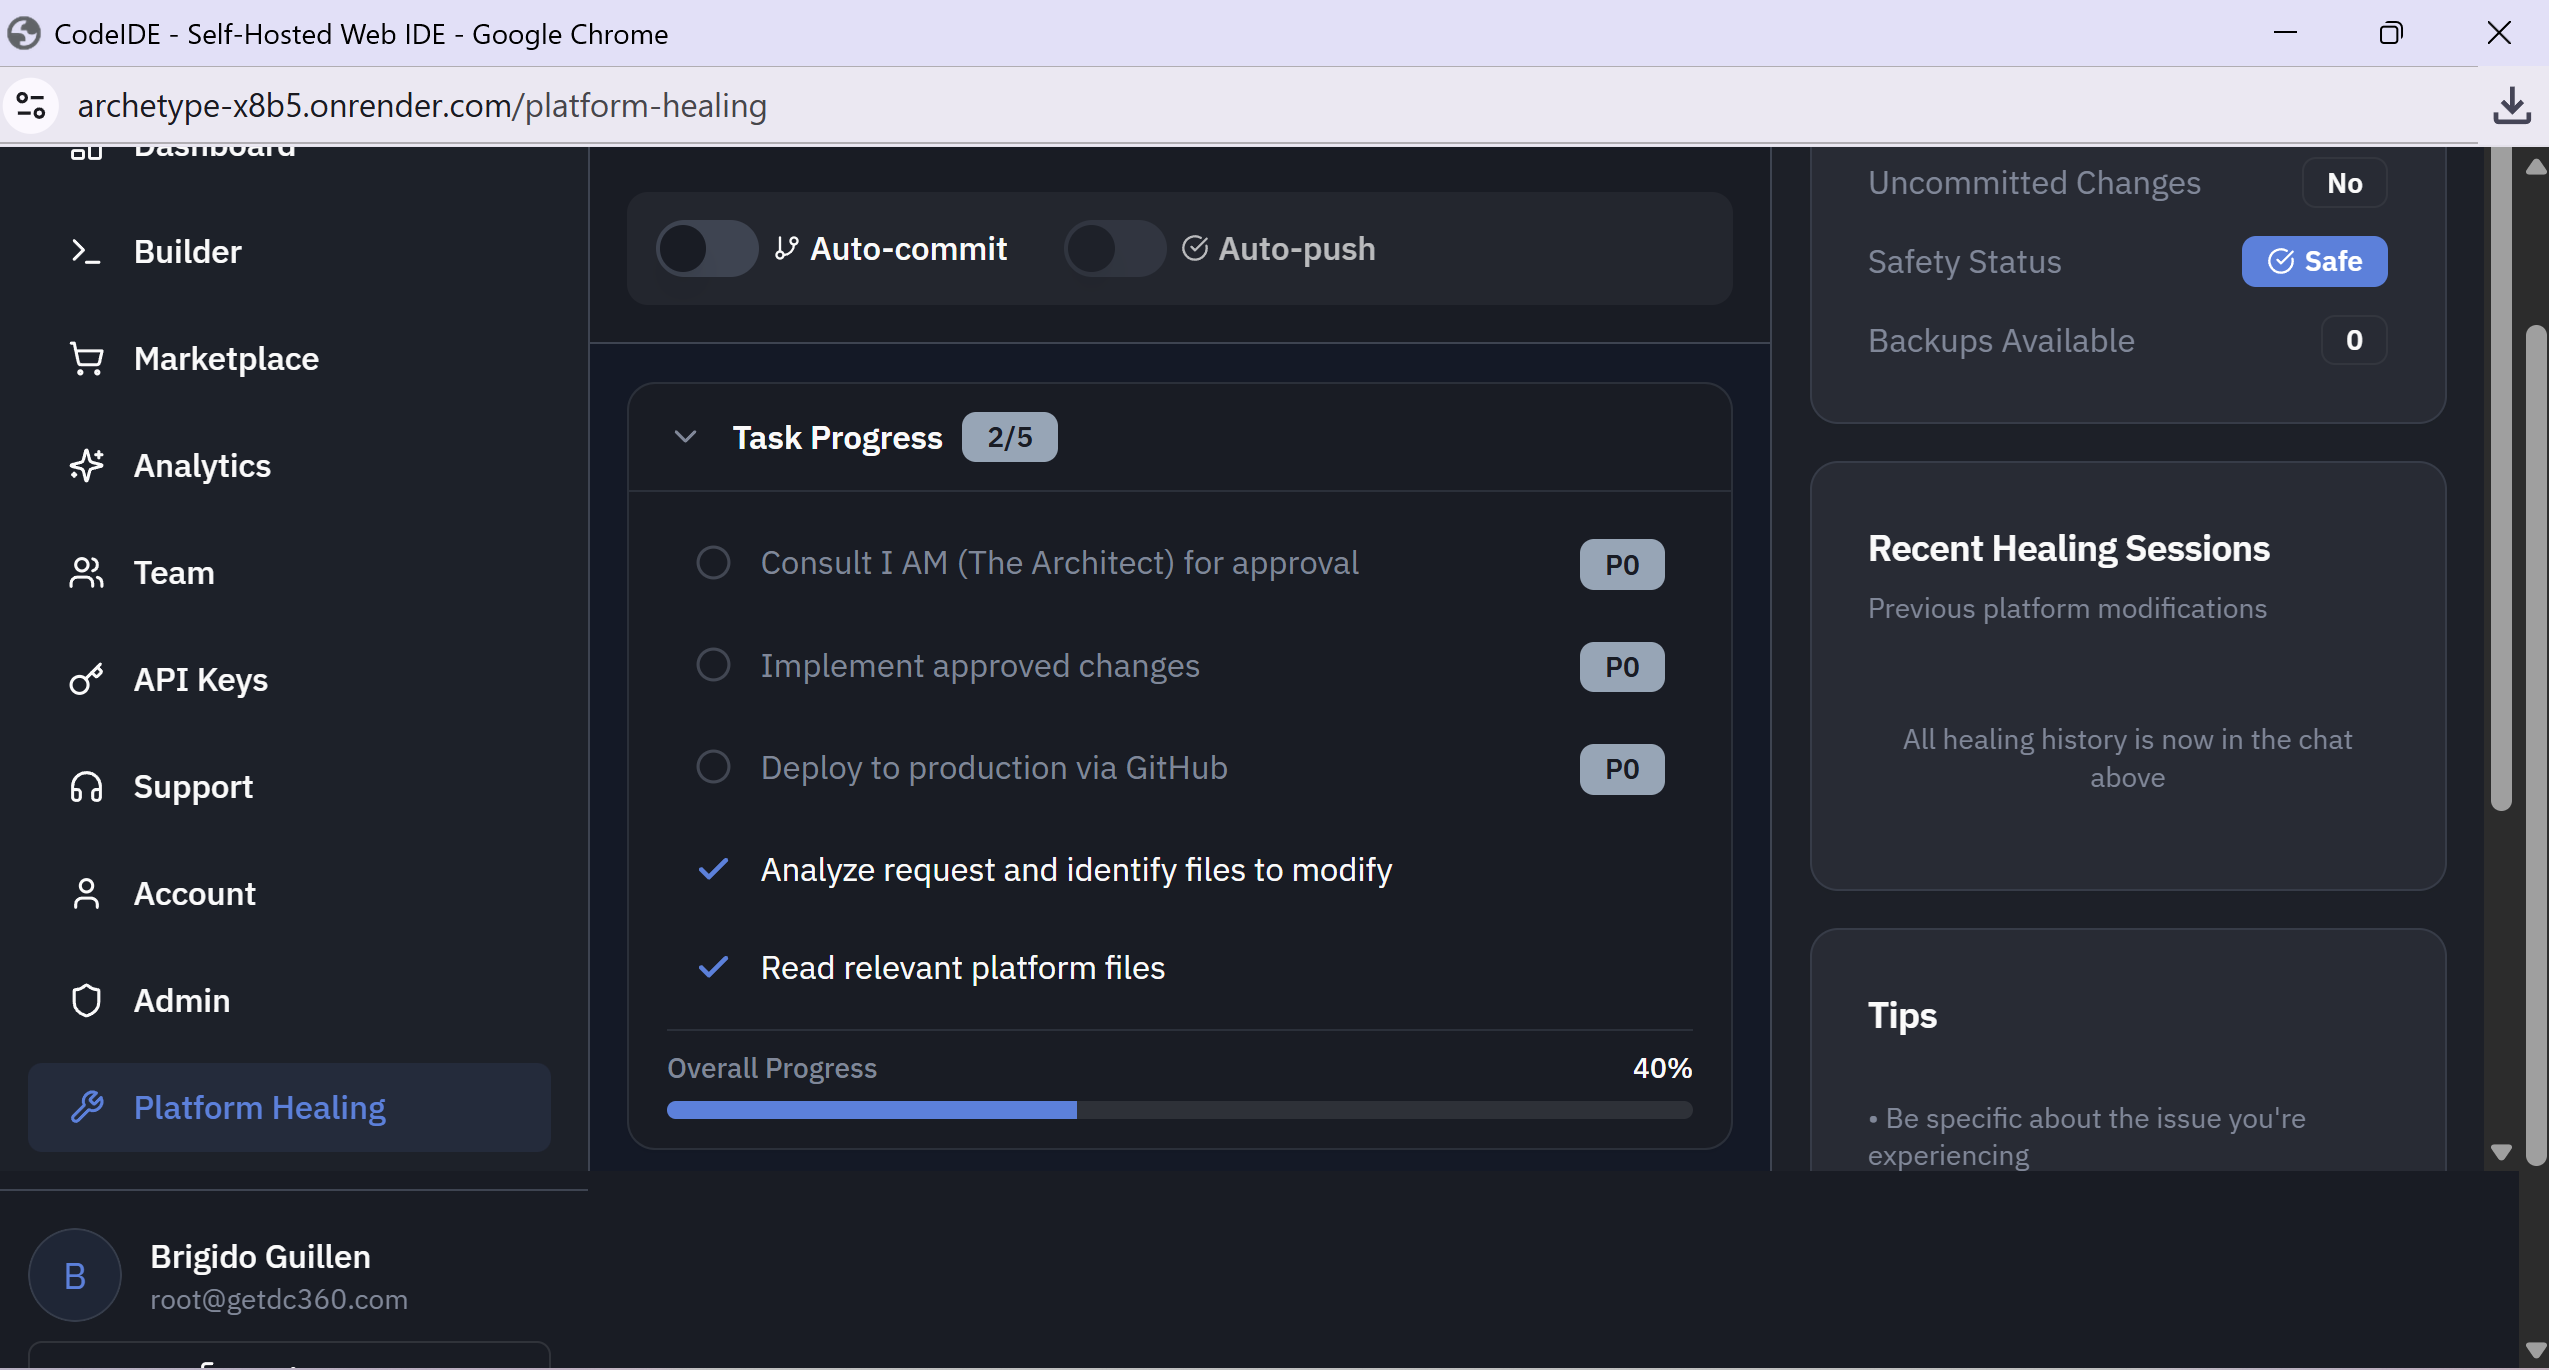 CodeIDE - Self-Hosted Web IDE - Google Chrome
archetype-x8b5.onrender.com/platform-healing
Dashboard
Builder
Marketplace
Analytics
Team
API Keys
Support
Account
Admin
Platform Healing
B
Brigido Guillen
root@getdc360.com
Auto-commit
Auto-push
Task Progress 2/5
Consult I AM (The Architect) for approval P0
Implement approved changes P0
Deploy to production via GitHub P0
Analyze request and identify files to modify
Read relevant platform files
Overall Progress 40%
Uncommitted Changes No
Safety Status Safe
Backups Available 0
Recent Healing Sessions
Previous platform modifications
All healing history is now in the chat
above
Tips
• Be specific about the issue you're
experiencing